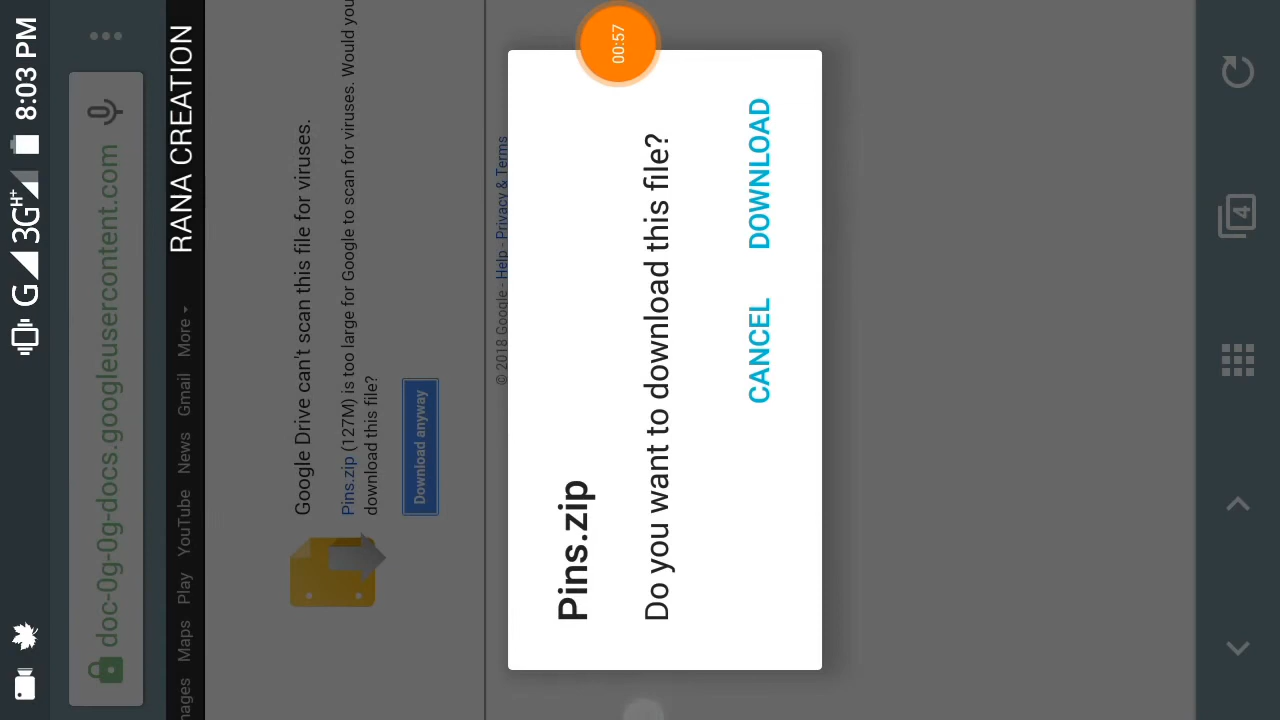 G 3G H+ 8:03 PM
doc-0g-0g-docs.googleusercontent.com
RANA CREATION
Maps Play YouTube News Gmail More
Google Drive can't scan this file for viruses.
Pins.zip (127M) is too large for Google to scan for viruses. Would you
download this file?
Download anyway
© 2018 Google - Help - Privacy & Terms
00:57
Pins.zip
Do you want to download this file?
CANCEL DOWNLOAD
4